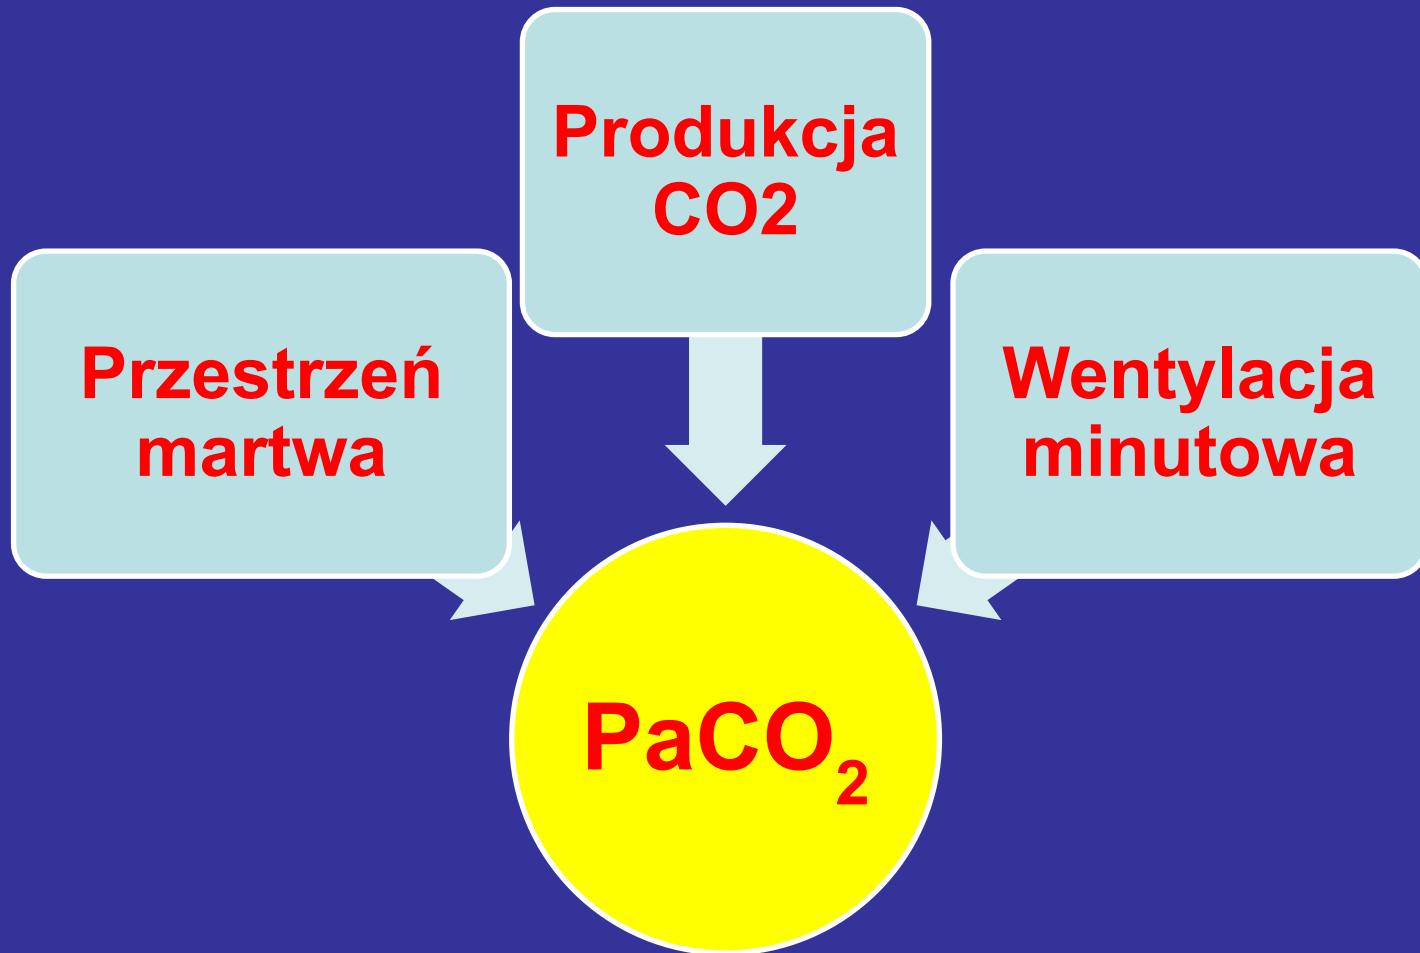 Produkcja
CO2
Przestrzeń
martwa
Wentylacja
minutowa
PaCO₂